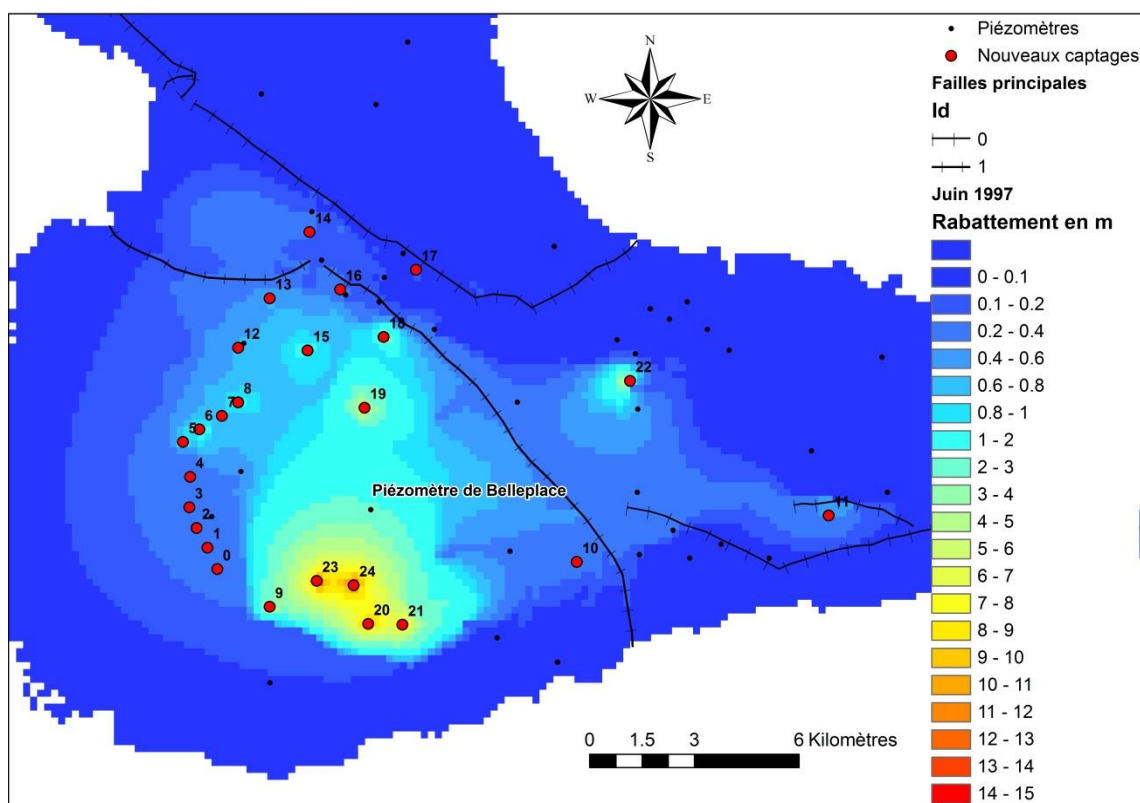 Piézomètres
Nouveaux captages
Failles principales
Id
0
1
Juin 1997
Rabattement en m
0 - 0.1
0.1 - 0.2
0.2 - 0.4
0.4 - 0.6
0.6 - 0.8
0.8 - 1
1 - 2
2 - 3
3 - 4
4 - 5
5 - 6
6 - 7
7 - 8
8 - 9
9 - 10
10 - 11
11 - 12
12 - 13
13 - 14
14 - 15
N
W
E
S
14
17
13
16
12
15
18
8
7
19
22
6
5
4
3
2
1
0
Piézomètre de Belleplace
11
10
23
24
9
20
21
0 1.5 3 6 Kilomètres